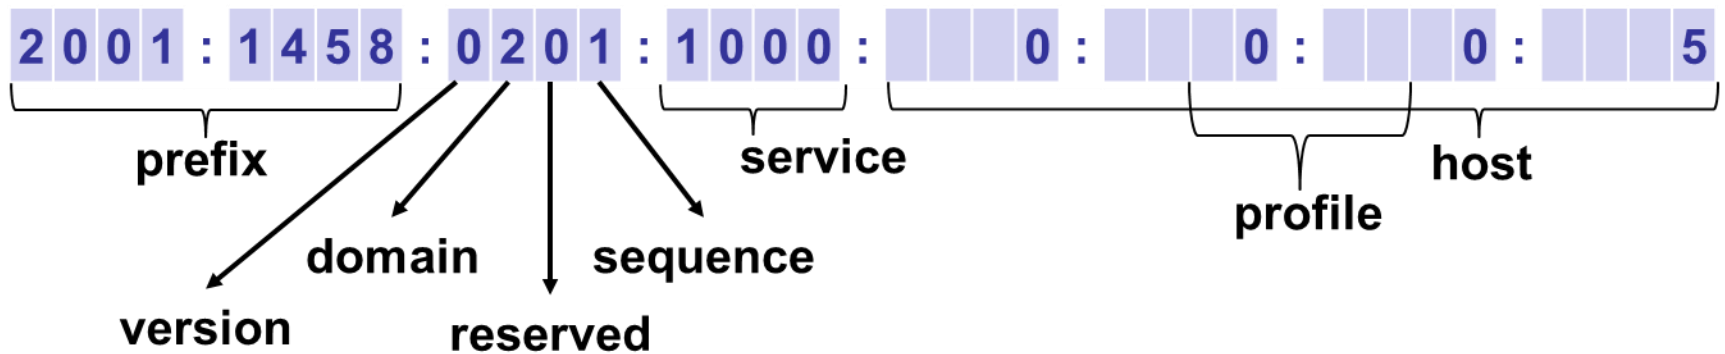 2001:1458:0201:1000: 0: 0: 0: 5
prefix
service
host
profile
domain
sequence
version
reserved